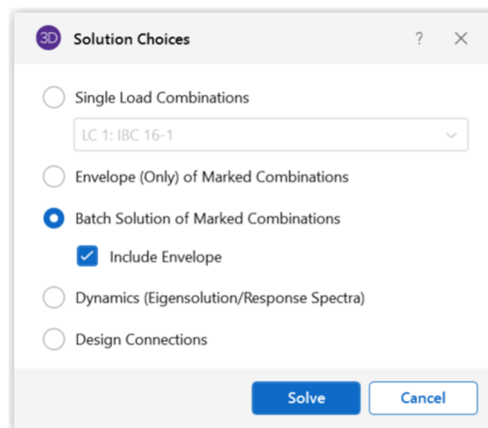 3D Solution Choices ?
Single Load Combinations
LC 1: IBC 16-1
Envelope (Only) of Marked Combinations
Batch Solution of Marked Combinations
Include Envelope
Dynamics (Eigensolution/Response Spectra)
Design Connections
Solve Cancel